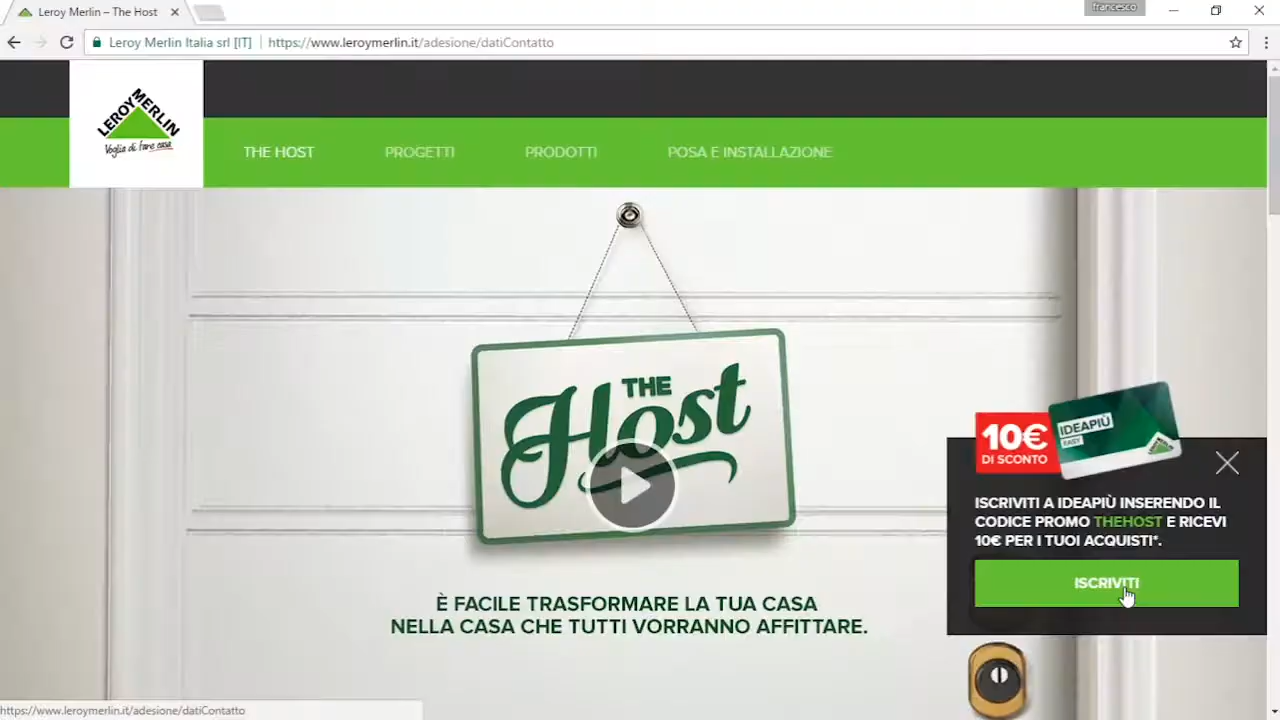 Leroy Merlin – The Host
francesco
Leroy Merlin Italia srl [IT]
https://www.leroymerlin.it/adesione/datiContatto
LEROY MERLIN
Voglia di fare casa
THE HOST
PROGETTI
PRODOTTI
POSA E INSTALLAZIONE
THE
Host
10€
DI SCONTO
IDEAPIÙ
EASY
ISCRIVITI A IDEAPIÙ INSERENDO IL
CODICE PROMO THEHOST E RICEVI
10€ PER I TUOI ACQUISTI*.
ISCRIVITI
È FACILE TRASFORMARE LA TUA CASA
NELLA CASA CHE TUTTI VORRANNO AFFITTARE.
https://www.leroymerlin.it/adesione/datiContatto